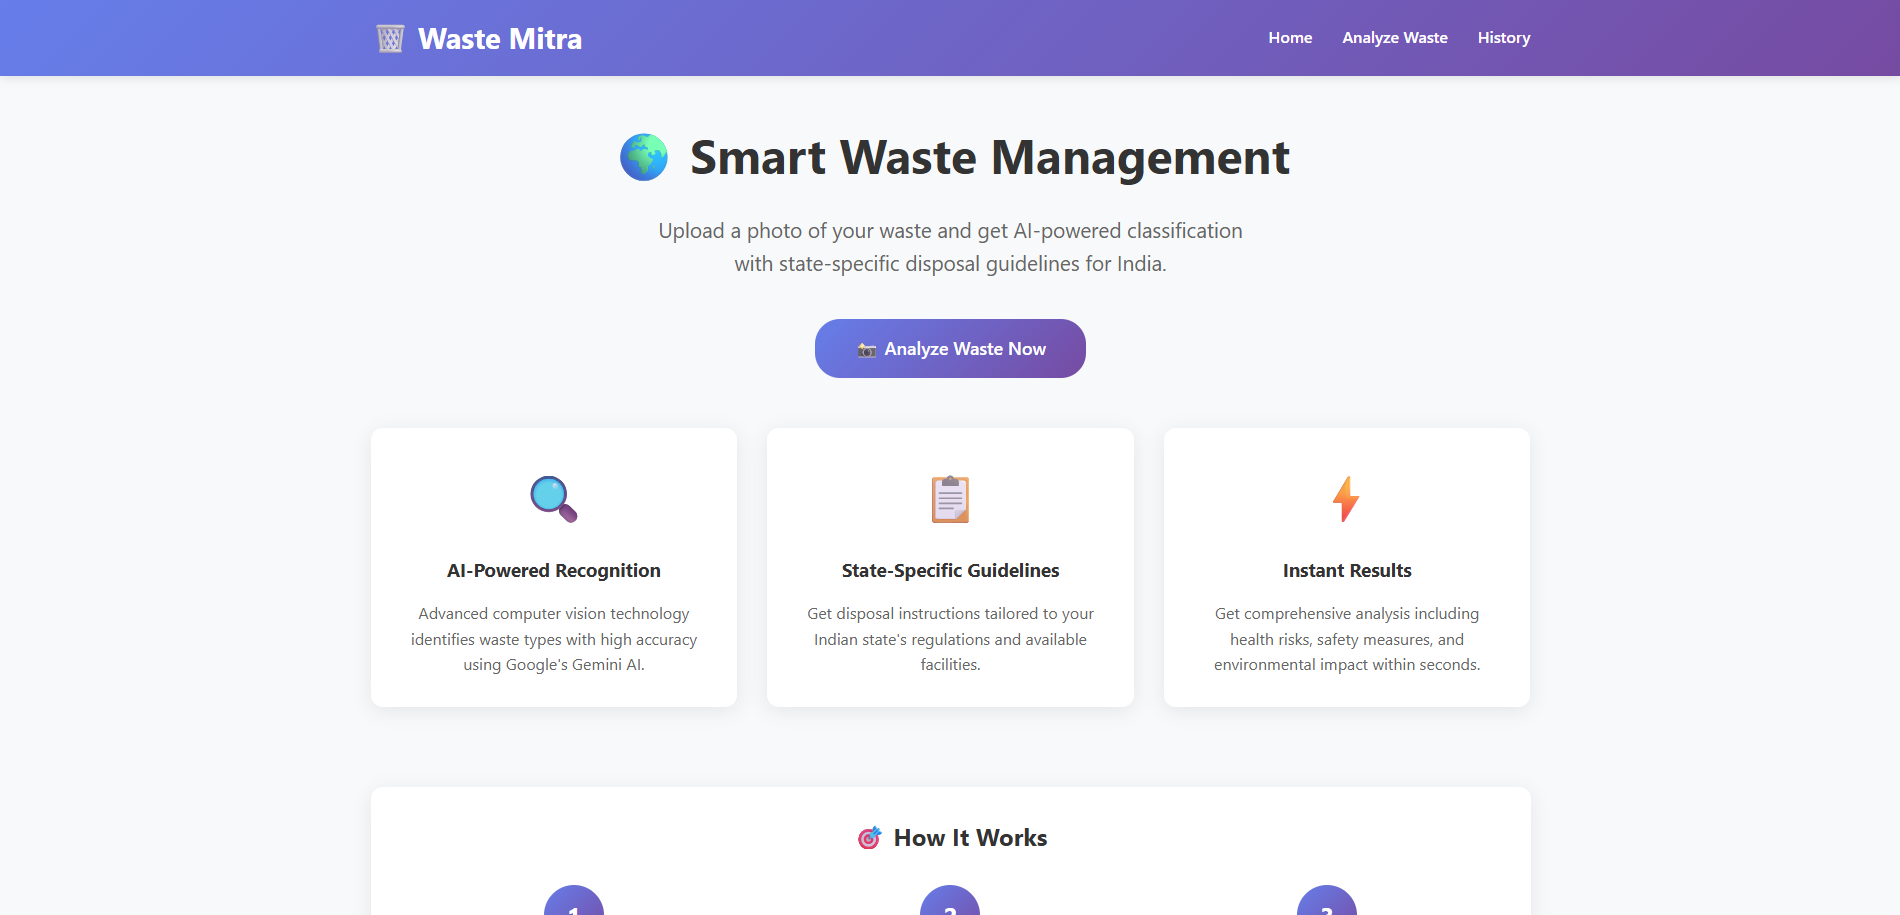 Waste Mitra
Home
Analyze Waste
History
Smart Waste Management
Upload a photo of your waste and get AI-powered classification
with state-specific disposal guidelines for India.
Analyze Waste Now
AI-Powered Recognition
Advanced computer vision technology
identifies waste types with high accuracy
using Google's Gemini AI.
State-Specific Guidelines
Get disposal instructions tailored to your
Indian state's regulations and available
facilities.
Instant Results
Get comprehensive analysis including
health risks, safety measures, and
environmental impact within seconds.
How It Works
1
2
3